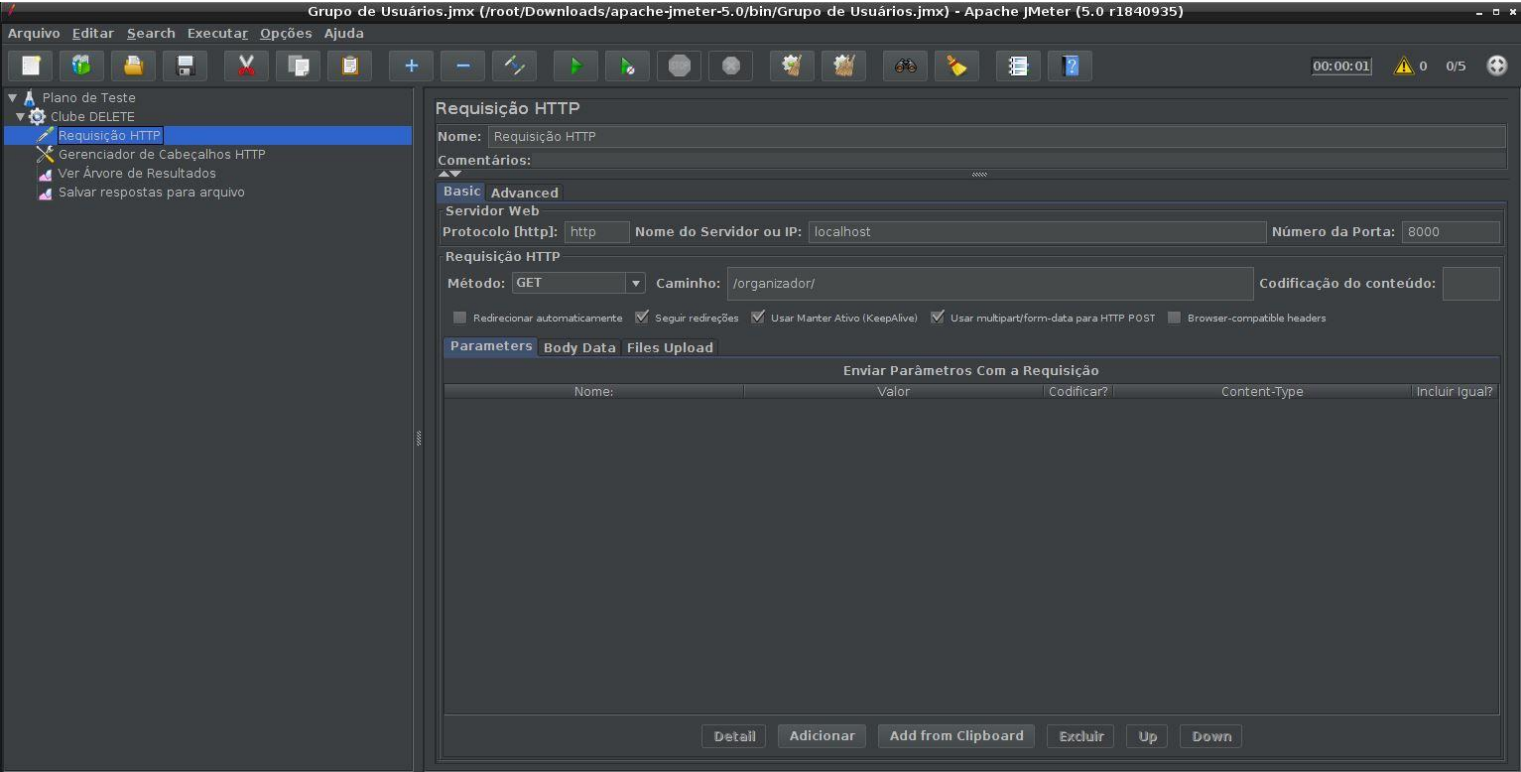 Grupo de Usuários.jmx (/root/Downloads/apache-jmeter-5.0/bin/Grupo de Usuários.jmx) - Apache JMeter (5.0 r1840935)
Arquivo Editar Search Executar Opções Ajuda
00:00:01 0 0/5
Plano de Teste
Clube DELETE
Requisição HTTP
Gerenciador de Cabeçalhos HTTP
Ver Árvore de Resultados
Salvar respostas para arquivo
Requisição HTTP
Nome: Requisição HTTP
Comentários:
Basic Advanced
Servidor Web
Protocolo [http]: http Nome do Servidor ou IP: localhost Número da Porta: 8000
Requisição HTTP
Método: GET Caminho: /organizador/ Codificação do conteúdo:
Redirecionar automaticamente Seguir redireções Usar Manter Ativo (KeepAlive) Usar multipart/form-data para HTTP POST Browser-compatible headers
Parameters Body Data Files Upload
Enviar Parâmetros Com a Requisição
Nome: Valor Codificar? Content-Type Incluir Igual?
Detail Adicionar Add from Clipboard Excluir Up Down